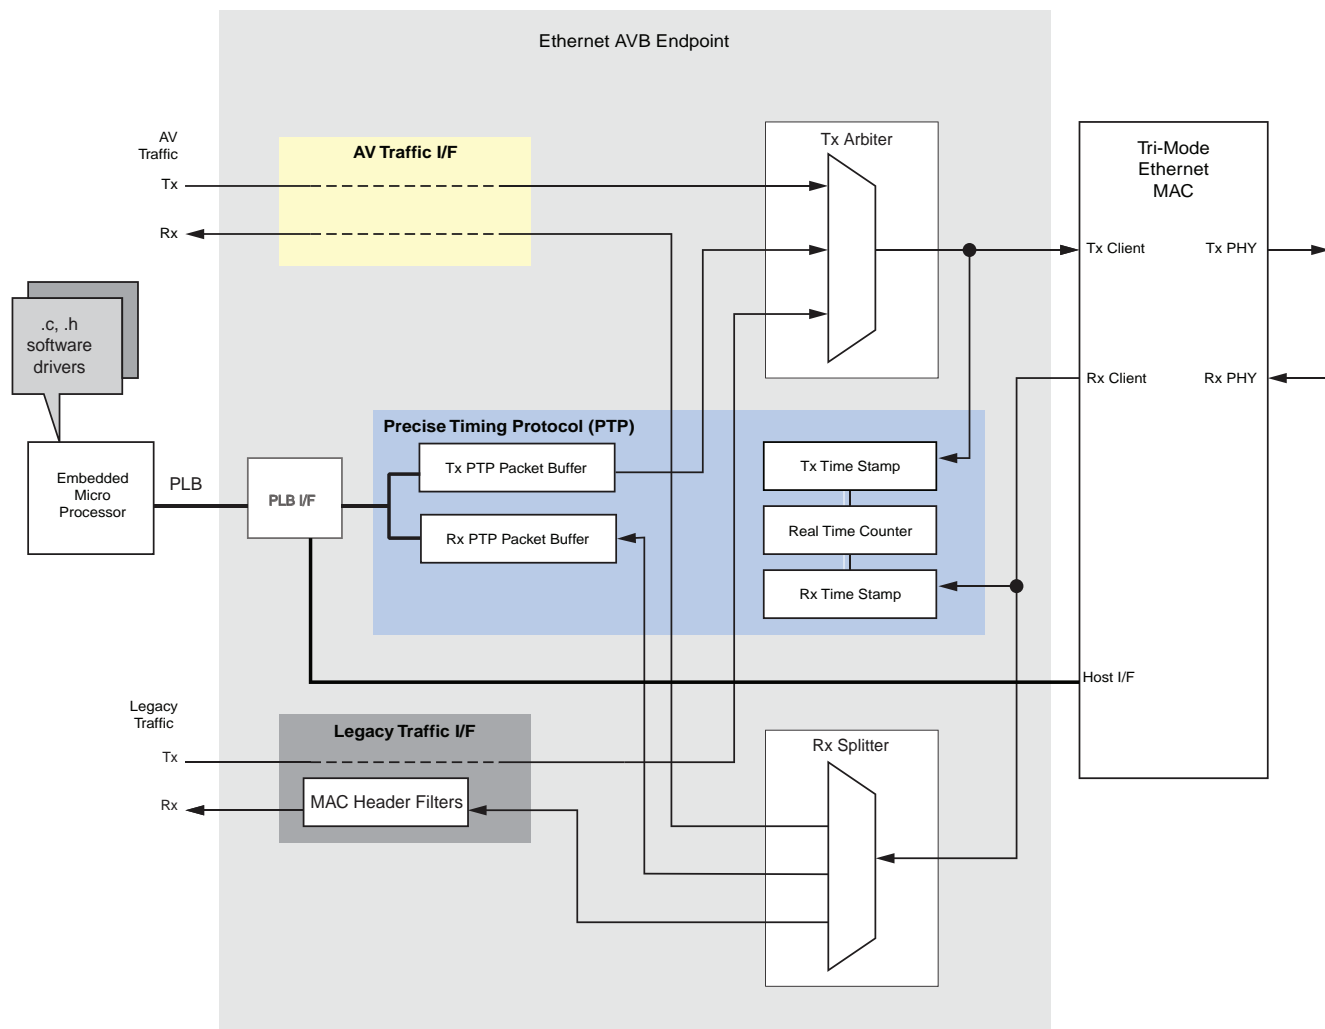 Ethernet AVB Endpoint
AV
Traffic
Tx
Rx
AV Traffic I/F
Tx Arbiter
Tri-Mode
Ethernet
MAC
Tx Client
Tx PHY
Rx Client
Rx PHY
Host I/F
.c, .h
software
drivers
Embedded
Micro
Processor
PLB
PLB I/F
Precise Timing Protocol (PTP)
Tx PTP Packet Buffer
Rx PTP Packet Buffer
Tx Time Stamp
Real Time Counter
Rx Time Stamp
Legacy
Traffic
Tx
Rx
Legacy Traffic I/F
MAC Header Filters
Rx Splitter